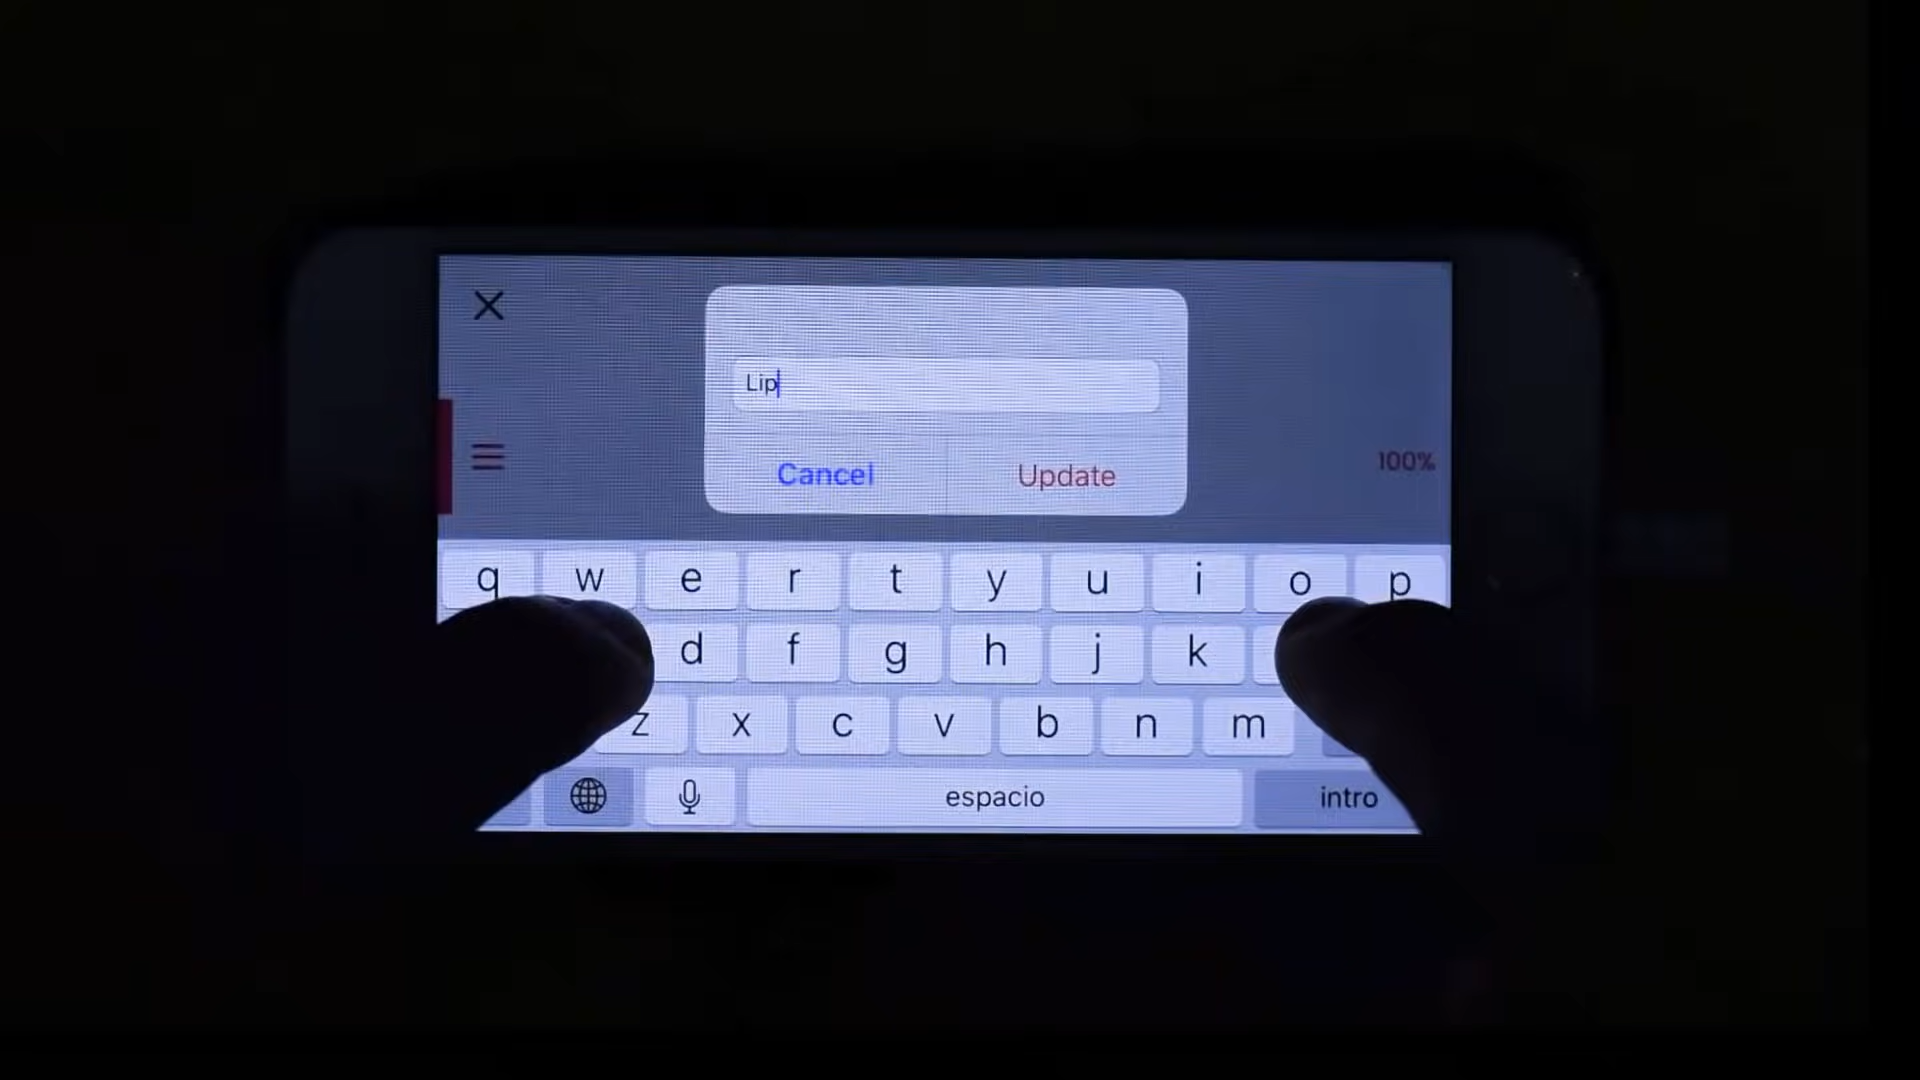 Lip
Cancel Update
100%
q w e r t y u i o p
d f g h j k
z x c v b n m
espacio intro